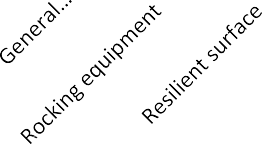 General...
Rocking equipment
Resilient surface